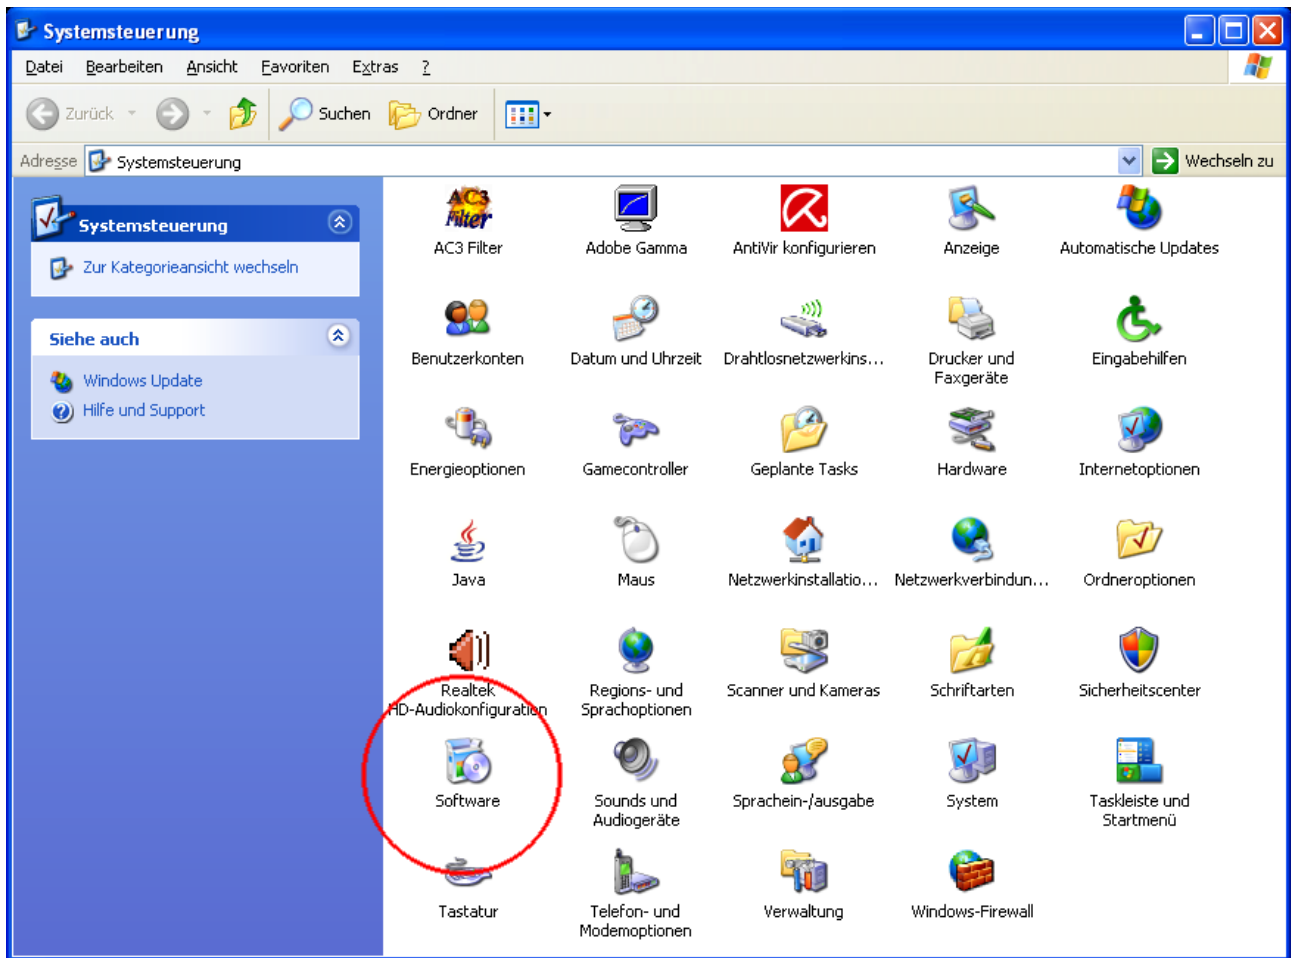 Systemsteuerung
Datei Bearbeiten Ansicht Favoriten Extras ?
Zurück Suchen Ordner
Adresse Systemsteuerung Wechseln zu
Systemsteuerung
Zur Kategorieansicht wechseln
Siehe auch
Windows Update
Hilfe und Support
AC3
Filter
AC3 Filter
Adobe Gamma
AntiVir konfigurieren
Anzeige
Automatische Updates
Benutzerkonten
Datum und Uhrzeit
Drahtlosnetzwerkins...
Drucker und
Faxgeräte
Eingabehilfen
Energieoptionen
Gamecontroller
Geplante Tasks
Hardware
Internetoptionen
Java
Maus
Netzwerkinstallatio...
Netzwerkverbindun...
Ordneroptionen
Realtek
HD-Audiokonfiguration
Regions- und
Sprachoptionen
Scanner und Kameras
Schriftarten
Sicherheitscenter
Software
Sounds und
Audiogeräte
Sprachein-/ausgabe
System
Taskleiste und
Startmenü
Tastatur
Telefon- und
Modemoptionen
Verwaltung
Windows-Firewall